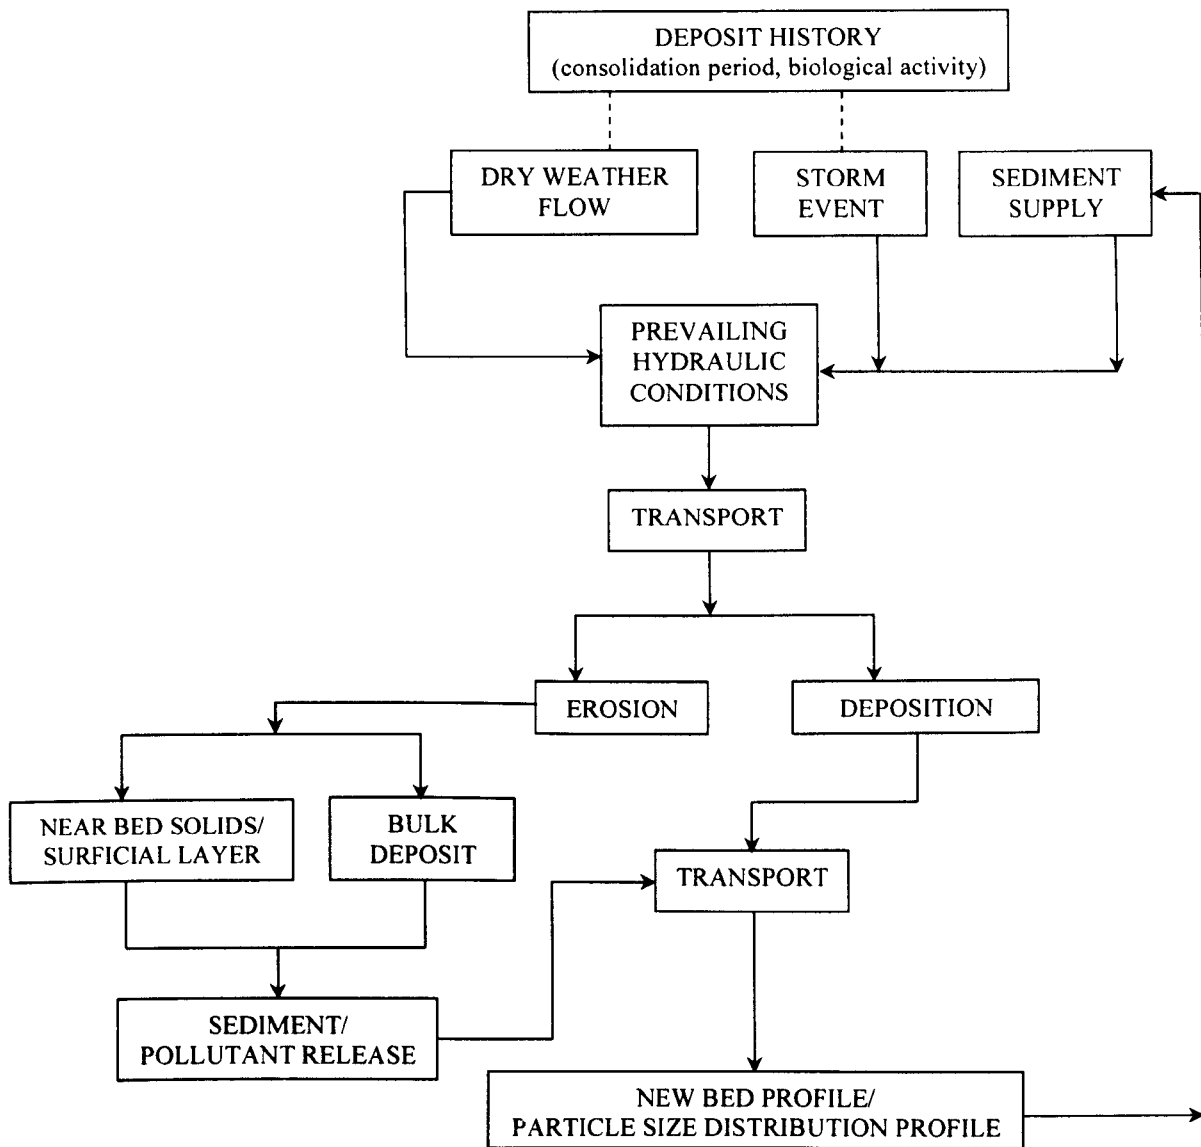 DEPOSIT HISTORY
(consolidation period, biological activity)
DRY WEATHER
FLOW
STORM
EVENT
SEDIMENT
SUPPLY
PREVAILING
HYDRAULIC
CONDITIONS
TRANSPORT
EROSION
DEPOSITION
NEAR BED SOLIDS/
SURFICIAL LAYER
BULK
DEPOSIT
TRANSPORT
SEDIMENT/
POLLUTANT RELEASE
NEW BED PROFILE/
PARTICLE SIZE DISTRIBUTION PROFILE